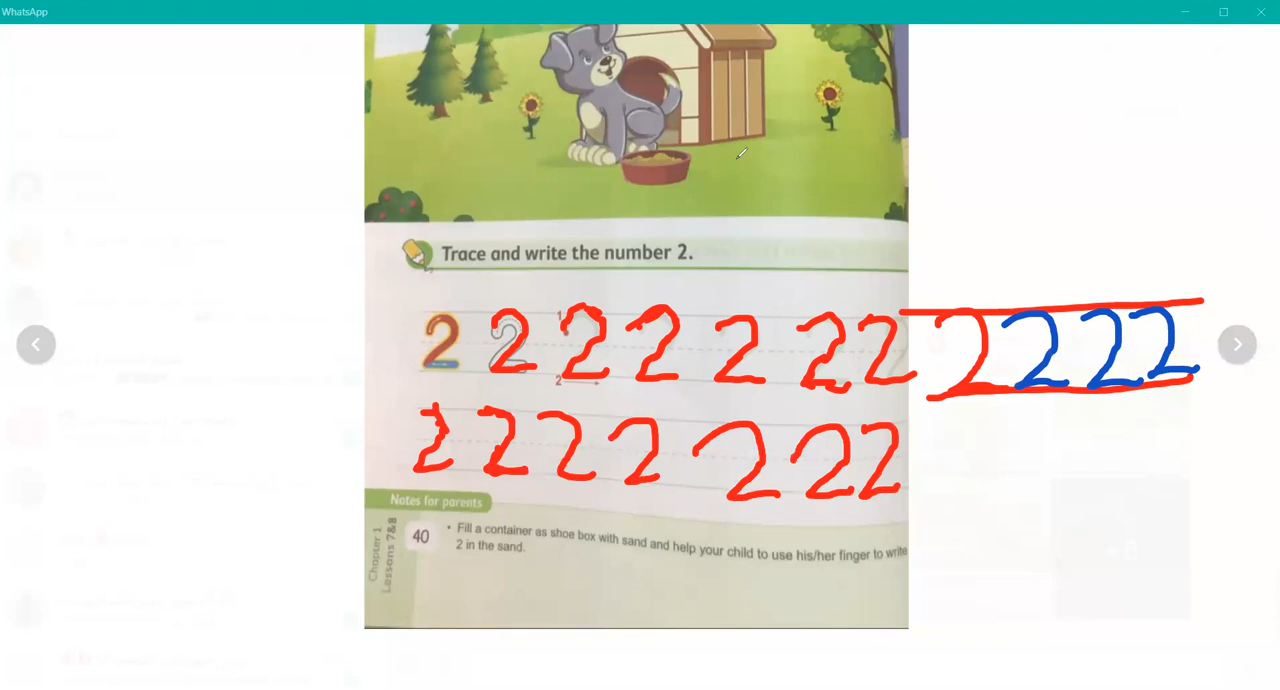 WhatsApp
Trace and write the number 2.
2 2 2 2 2 2 2 2 2 2 2
2 2 2 2 2 2 2
Notes for parents
Chapter 1
Lessons 7&8
40
• Fill a container as shoe box with sand and help your child to use his/her finger to write
2 in the sand.